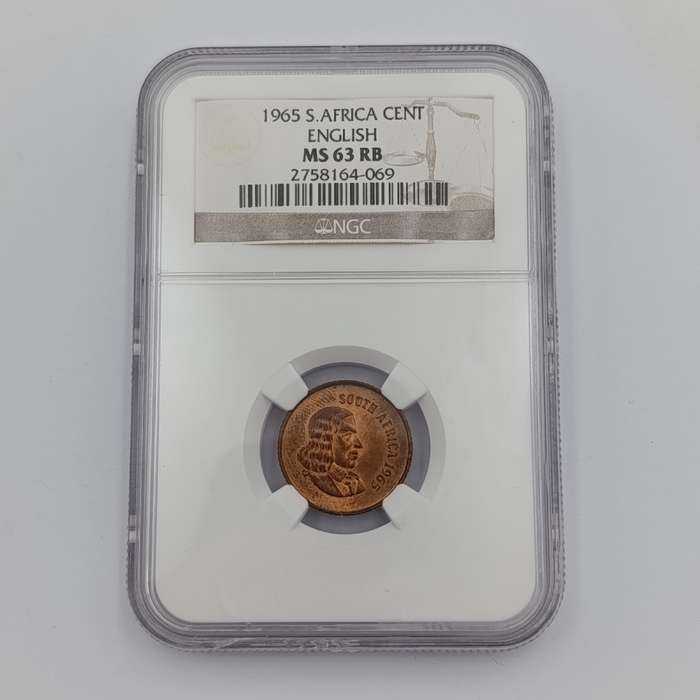 1965 S.AFRICA CENT
ENGLISH
MS 63 RB
2758164-069
NGC
SOUTH AFRICA 1965